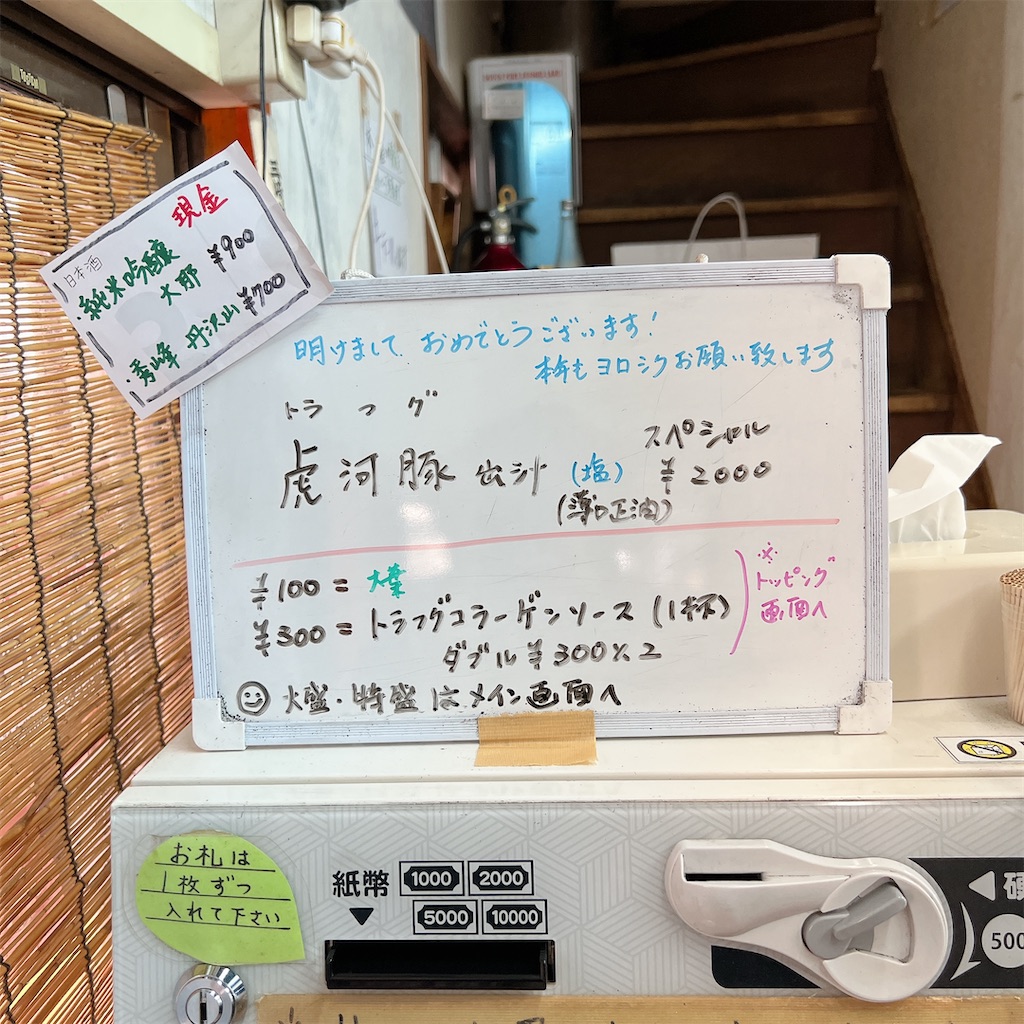 現金
日本酒
・純米吟醸
大那 ¥900
・秀峰 丹沢山 ¥700
明けまして おめでとうございます!
本年もヨロシクお願い致します
トラ フグ
虎河豚 出汁 (塩)
(薄口正油)
スペシャル
¥2000
¥100 = 大葉
¥300 = トラフグコラーゲンソース (1杯)
ダブル ¥300×2
※トッピング
画面へ
大盛・特盛はメイン画面へ
お札は
1枚ずつ
入れて下さい
紙幣
1000 2000
5000 10000
硬
500